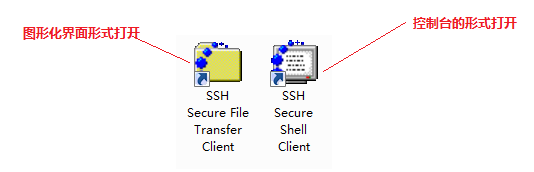 图形化界面形式打开
控制台的形式打开
SSH
Secure File
Transfer
Client
SSH
Secure
Shell
Client